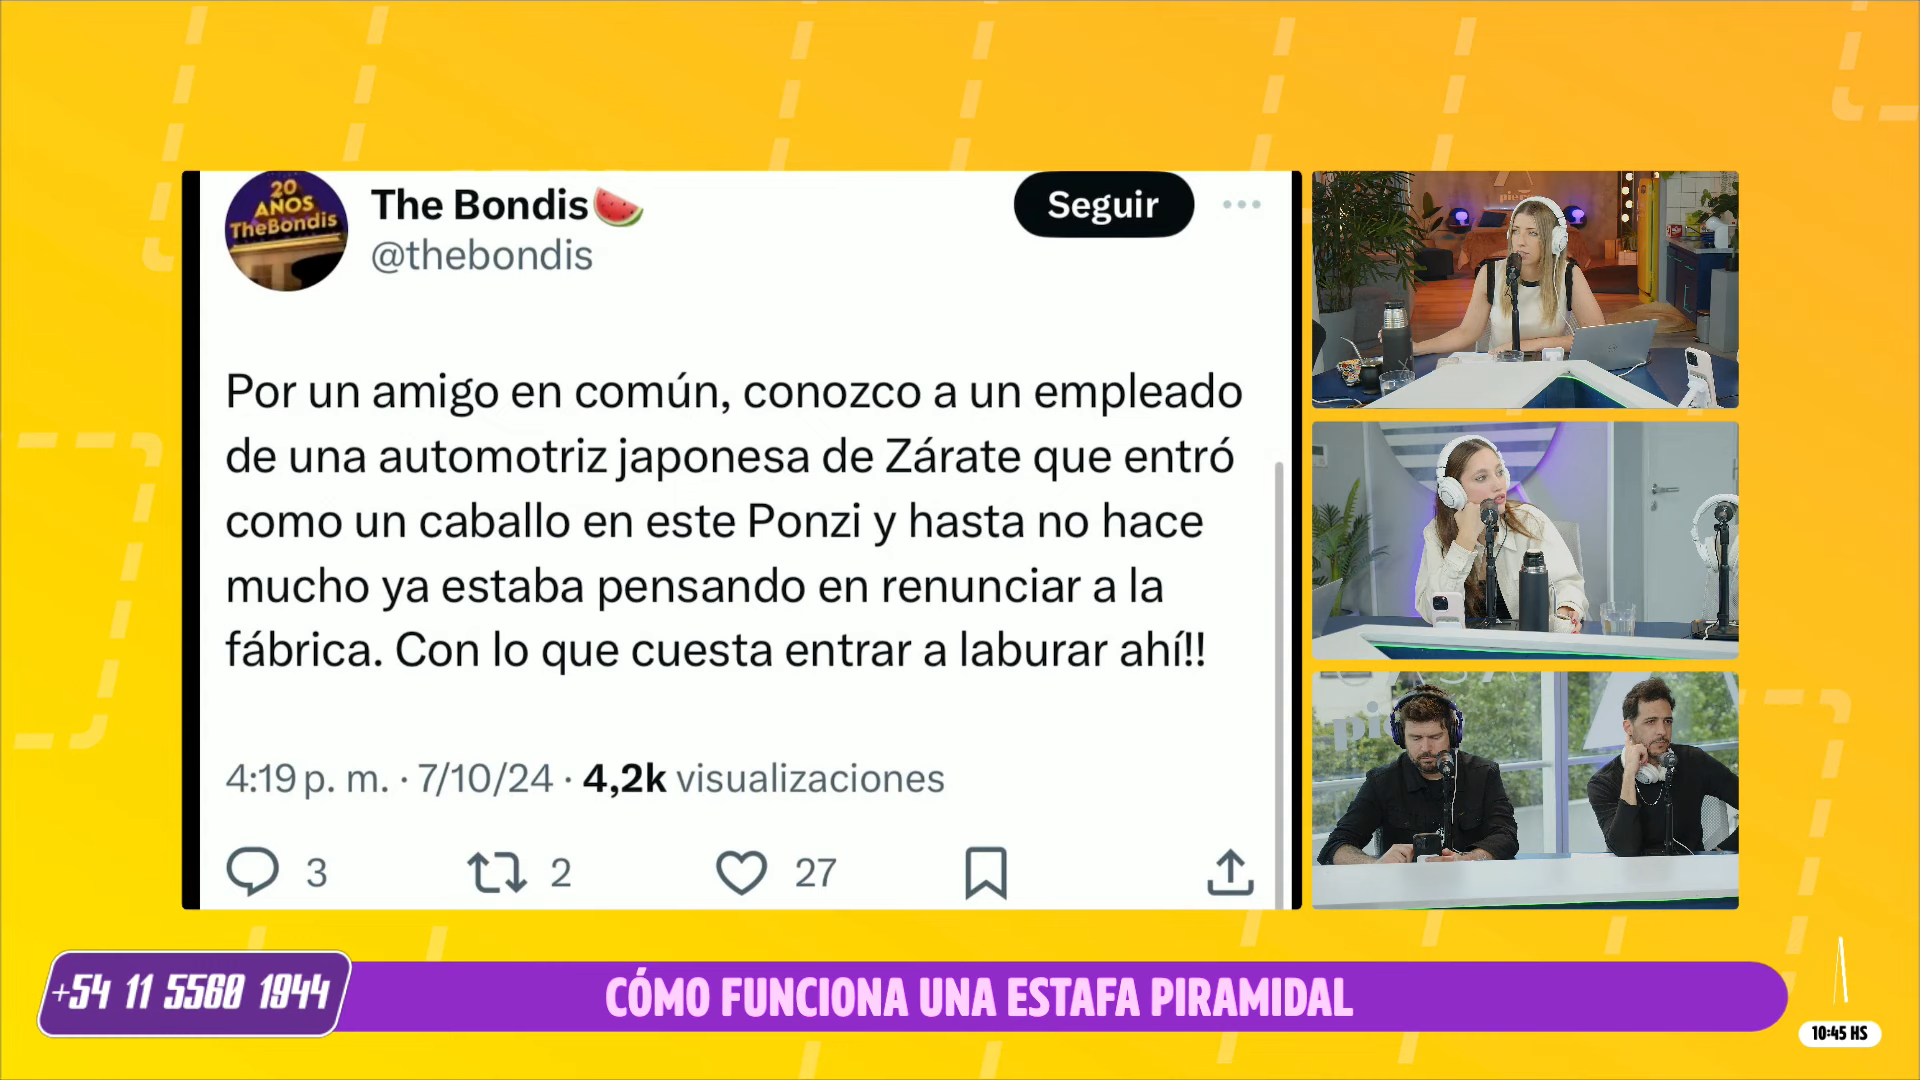 20
AÑOS
TheBondis
The Bondis🍉
@thebondis
Seguir
Por un amigo en común, conozco a un empleado
de una automotriz japonesa de Zárate que entró
como un caballo en este Ponzi y hasta no hace
mucho ya estaba pensando en renunciar a la
fábrica. Con lo que cuesta entrar a laburar ahí!!
4:19 p. m. · 7/10/24 · 4,2k visualizaciones
3
2
27
piero
+54 11 5560 1944
CÓMO FUNCIONA UNA ESTAFA PIRAMIDAL
10:45 HS